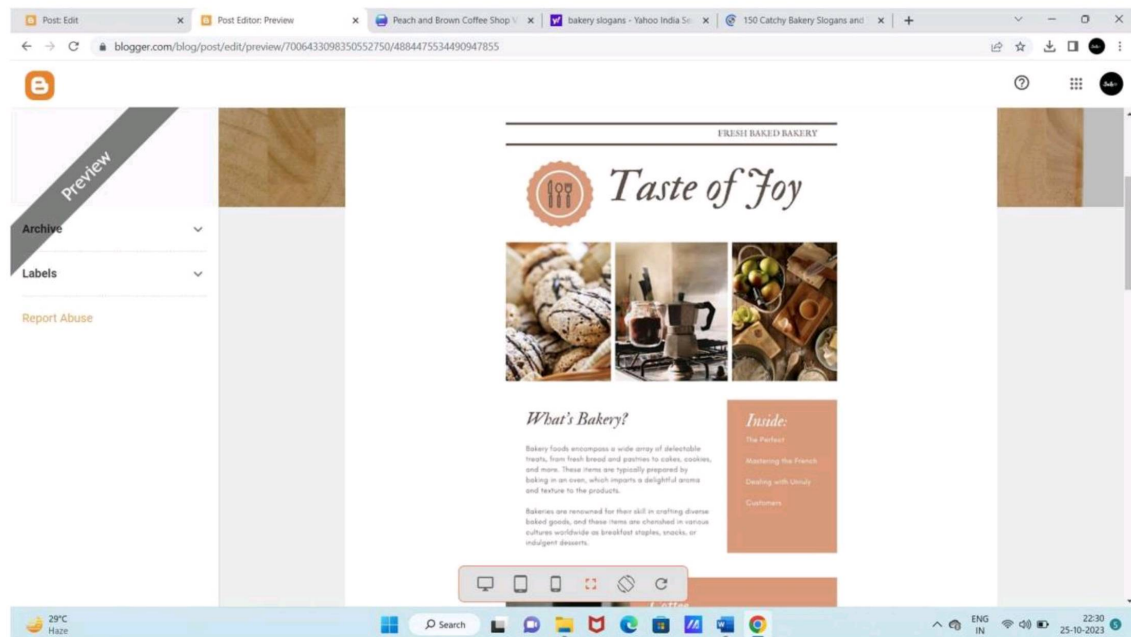 Post: Edit
Post Editor: Preview
Peach and Brown Coffee Shop V
bakery slogans - Yahoo India Se
150 Catchy Bakery Slogans and
blogger.com/blog/post/edit/preview/7006433098350552750/4884475534490947855
Preview
Archive
Labels
Report Abuse
FRESH BAKED BAKERY
Taste of Joy
What's Bakery?
Bakery foods encompass a wide array of delectable
treats, from fresh bread and pastries to cakes, cookies,
and more. These items are typically prepared by
baking in an oven, which imparts a delightful aroma
and texture to the products.
Bakeries are renowned for their skill in crafting diverse
baked goods, and these items are cherished in various
cultures worldwide as breakfast staples, snacks, or
indulgent desserts.
Inside:
The Perfect
Mastering the French
Dealing with Unruly
Customers
Coffee
29°C
Haze
Search
ENG
IN
22:30
25-10-2023
5